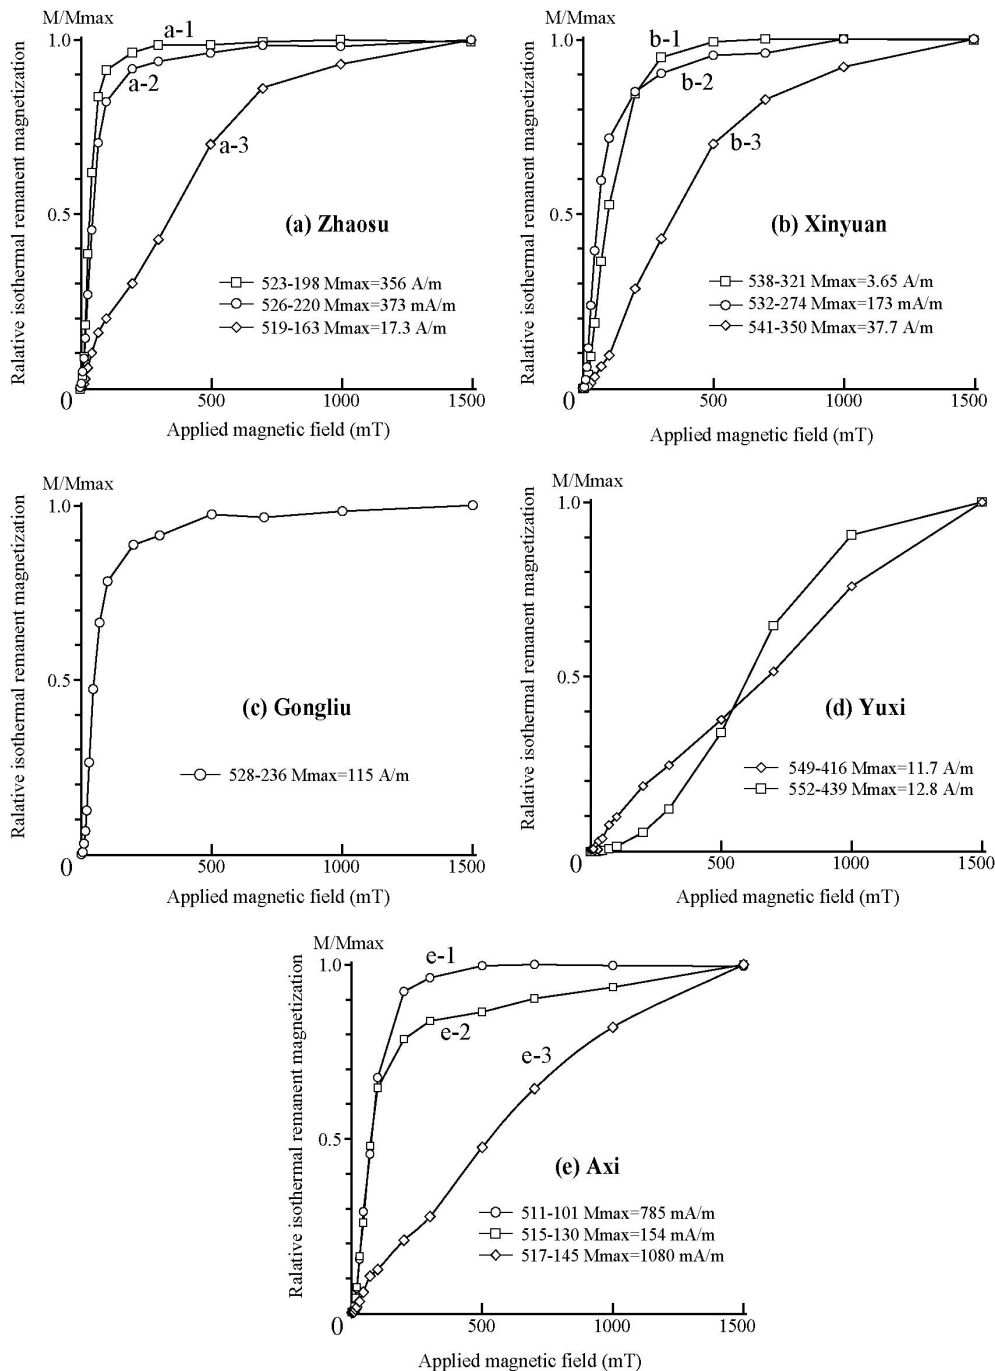 M/Mmax
1.0
0.5
0
500
1000
1500
Ralative isothermal remanent magnetization
Applied magnetic field (mT)
a-1
a-2
a-3
(a) Zhaosu
523-198 Mmax=356 A/m
526-220 Mmax=373 mA/m
519-163 Mmax=17.3 A/m
M/Mmax
1.0
0.5
0
500
1000
1500
Ralative isothermal remanent magnetization
Applied magnetic field (mT)
b-1
b-2
b-3
(b) Xinyuan
538-321 Mmax=3.65 A/m
532-274 Mmax=173 mA/m
541-350 Mmax=37.7 A/m
M/Mmax
1.0
0.5
0
500
1000
1500
Ralative isothermal remanent magnetization
Applied magnetic field (mT)
(c) Gongliu
528-236 Mmax=115 A/m
M/Mmax
1.0
0.5
0
500
1000
1500
Ralative isothermal remanent magnetization
Applied magnetic field (mT)
(d) Yuxi
549-416 Mmax=11.7 A/m
552-439 Mmax=12.8 A/m
M/Mmax
1.0
0.5
0
500
1000
1500
Ralative isothermal remanent magnetization
Applied magnetic field (mT)
e-1
e-2
e-3
(e) Axi
511-101 Mmax=785 mA/m
515-130 Mmax=154 mA/m
517-145 Mmax=1080 mA/m